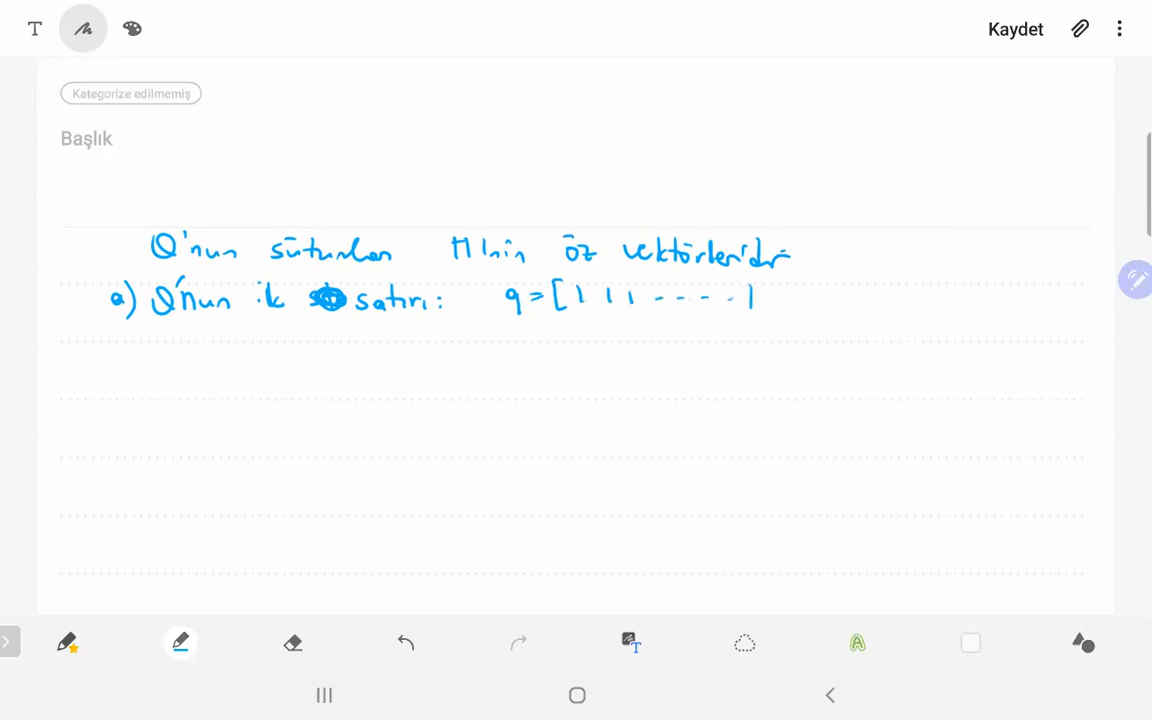 Kaydet
Kategorize edilmemiş
Başlık
Q'nun sütunları H'nin öz vektörleridir
a) Q'nun ilk satırı: q = [1 1 1 - - - - - 1